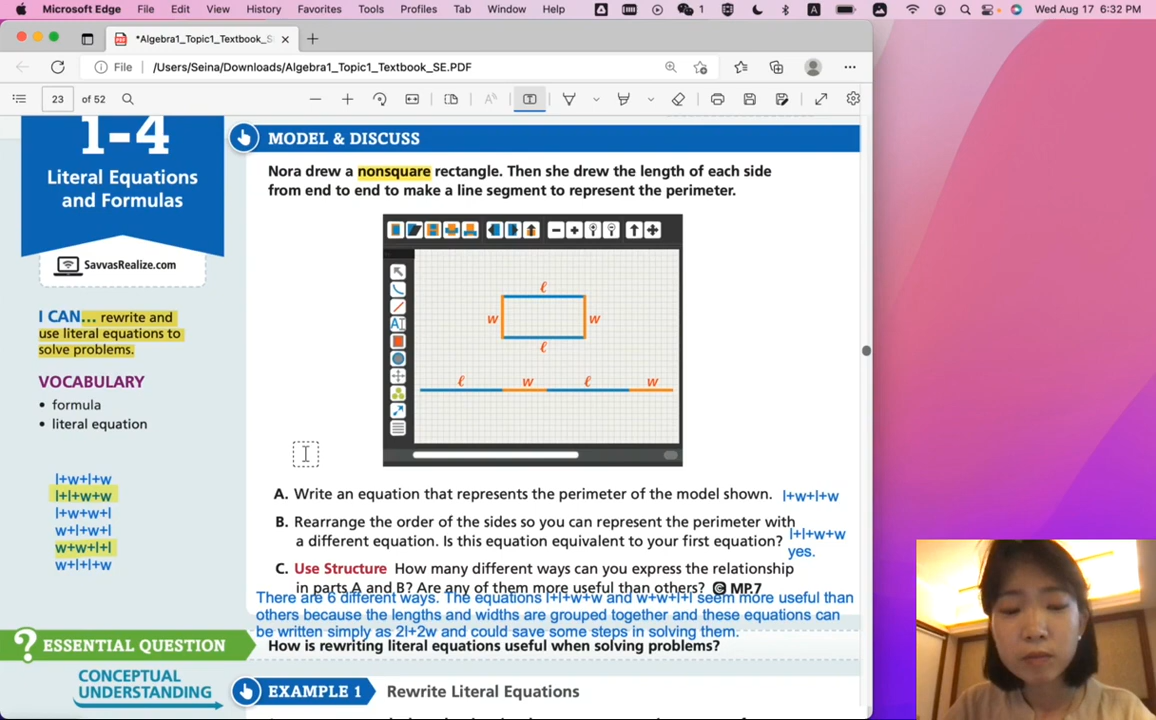 Microsoft Edge File Edit View History Favorites Tools Profiles Tab Window Help
1 A Wed Aug 17 6:32 PM
*Algebra1_Topic1_Textbook_S
File /Users/Seina/Downloads/Algebra1_Topic1_Textbook_SE.PDF
23 of 52
1-4
Literal Equations
and Formulas
SavvasRealize.com
I CAN... rewrite and
use literal equations to
solve problems.
VOCABULARY
• formula
• literal equation
l+w+l+w
l+l+w+w
l+w+w+l
w+l+w+l
w+w+l+l
w+l+l+w
MODEL & DISCUSS
Nora drew a nonsquare rectangle. Then she drew the length of each side
from end to end to make a line segment to represent the perimeter.
ℓ
w w
ℓ
ℓ w ℓ w
A. Write an equation that represents the perimeter of the model shown. l+w+l+w
B. Rearrange the order of the sides so you can represent the perimeter with
a different equation. Is this equation equivalent to your first equation?
l+l+w+w
yes.
C. Use Structure How many different ways can you express the relationship
in parts A and B? Are any of them more useful than others? MP.7
There are 6 different ways. The equations l+l+w+w and w+w+l+l seem more useful than
others because the lengths and widths are grouped together and these equations can
be written simply as 2l+2w and could save some steps in solving them.
? ESSENTIAL QUESTION
How is rewriting literal equations useful when solving problems?
CONCEPTUAL
UNDERSTANDING
EXAMPLE 1 Rewrite Literal Equations